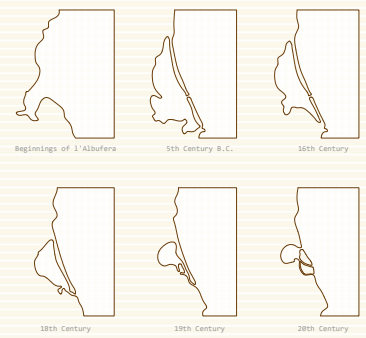 Beginnings of l'Albufera
5th Century B.C.
16th Century
18th Century
19th Century
20th Century